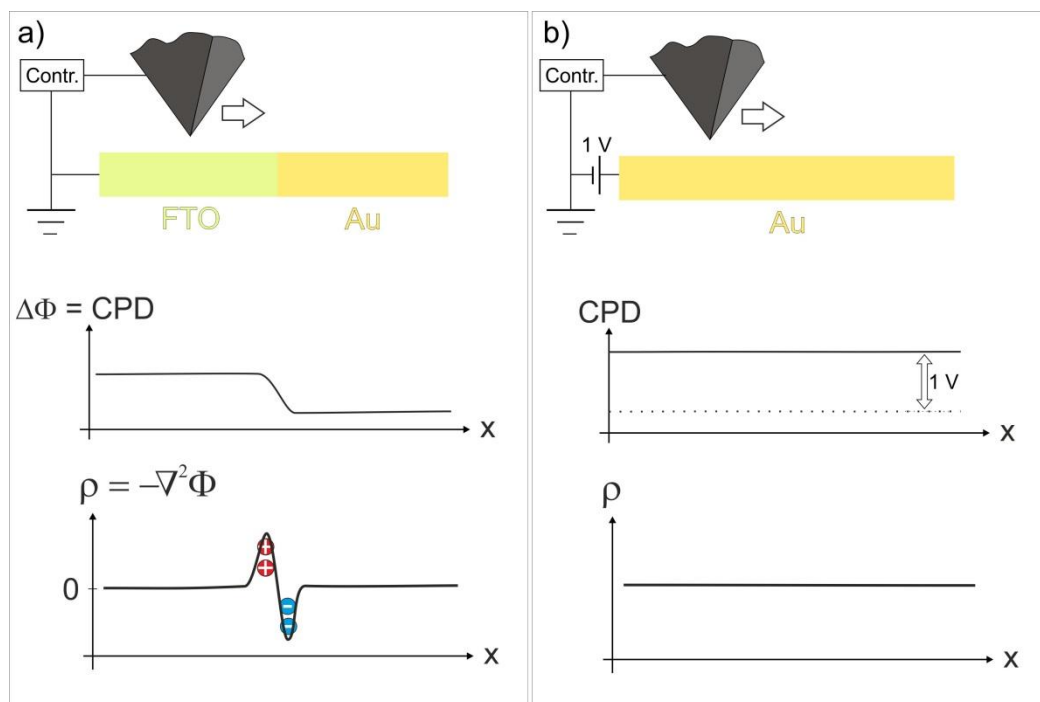 a)
Contr.
FTO
Au
ΔΦ = CPD
x
ρ = −∇²Φ
0
+
+
−
−
x
b)
Contr.
1 V
Au
CPD
1 V
x
ρ
x